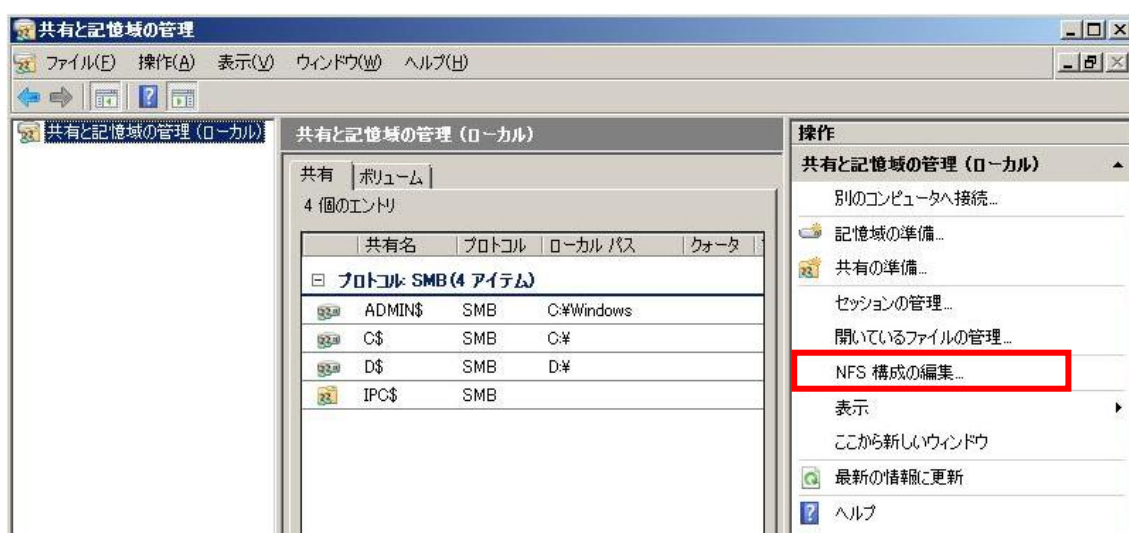 共有と記憶域の管理
ファイル(F) 操作(A) 表示(V) ウィンドウ(W) ヘルプ(H)
共有と記憶域の管理 (ローカル)
共有と記憶域の管理 (ローカル)
共有 ボリューム
4 個のエントリ
共有名 プロトコル ローカル パス クォータ
プロトコル: SMB (4 アイテム)
ADMIN$ SMB C:¥Windows
C$ SMB C:¥
D$ SMB D:¥
IPC$ SMB
操作
共有と記憶域の管理 (ローカル)
別のコンピュータへ接続...
記憶域の準備...
共有の準備...
セッションの管理...
開いているファイルの管理...
NFS 構成の編集...
表示
ここから新しいウィンドウ
最新の情報に更新
ヘルプ